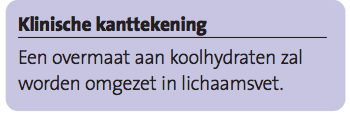 Klinische kanttekening
Een overmaat aan koolhydraten zal
worden omgezet in lichaamsvet.